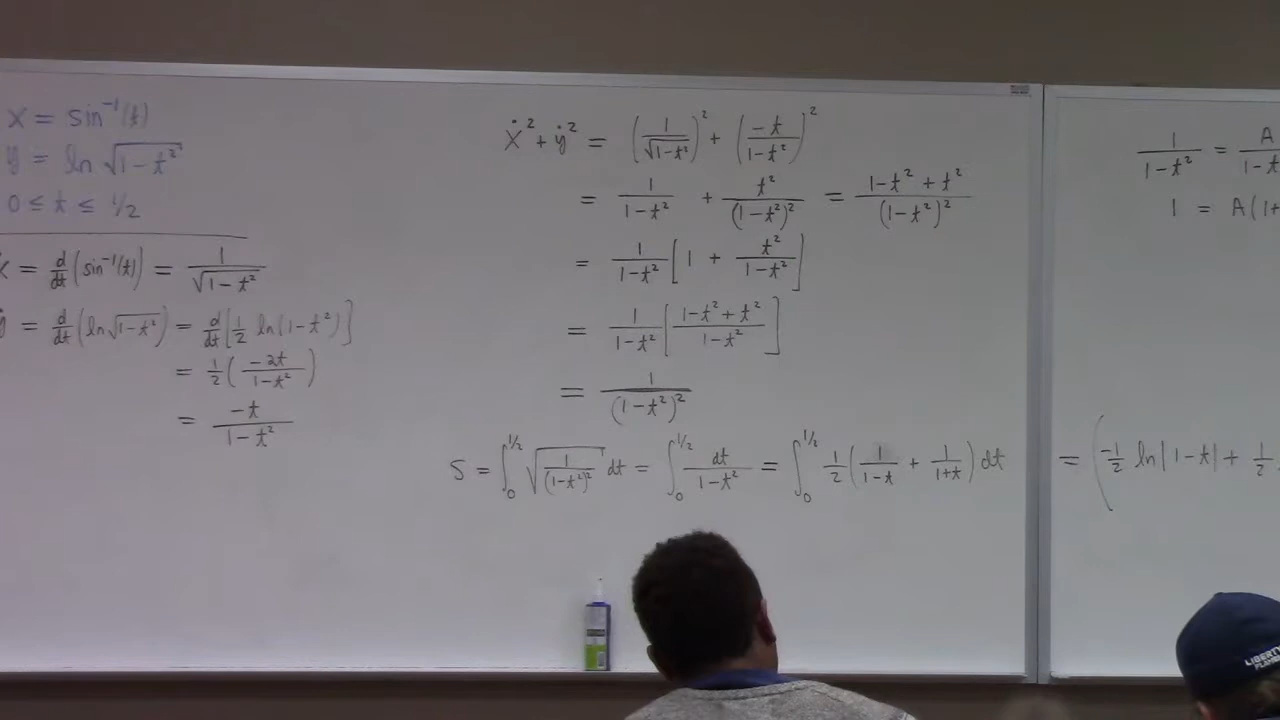 x = sin⁻¹(t)
y = ln √(1-t²)
0 ≤ t ≤ 1/2
ẋ = d/dt (sin⁻¹(t)) = 1/√(1-t²)
ẏ = d/dt (ln √(1-t²)) = d/dt [1/2 ln(1-t²)]
= 1/2 (-2t/(1-t²))
= -t/(1-t²)
ẋ² + ẏ² = (1/√(1-t²))² + (-t/(1-t²))²
= 1/(1-t²) + t²/(1-t²)² = (1-t²+t²)/(1-t²)²
= 1/(1-t²) [1 + t²/(1-t²)]
= 1/(1-t²) [(1-t²+t²)/(1-t²)]
= 1/(1-t²)²
S = ∫₀^(1/2) √(1/(1-t²)²) dt = ∫₀^(1/2) dt/(1-t²) = ∫₀^(1/2) 1/2 (1/(1-t) + 1/(1+t)) dt
1/(1-t²) = A/(1-t
1 = A(1+
= (-1/2 ln|1-t| + 1/2
LIBERTY
FLAMES